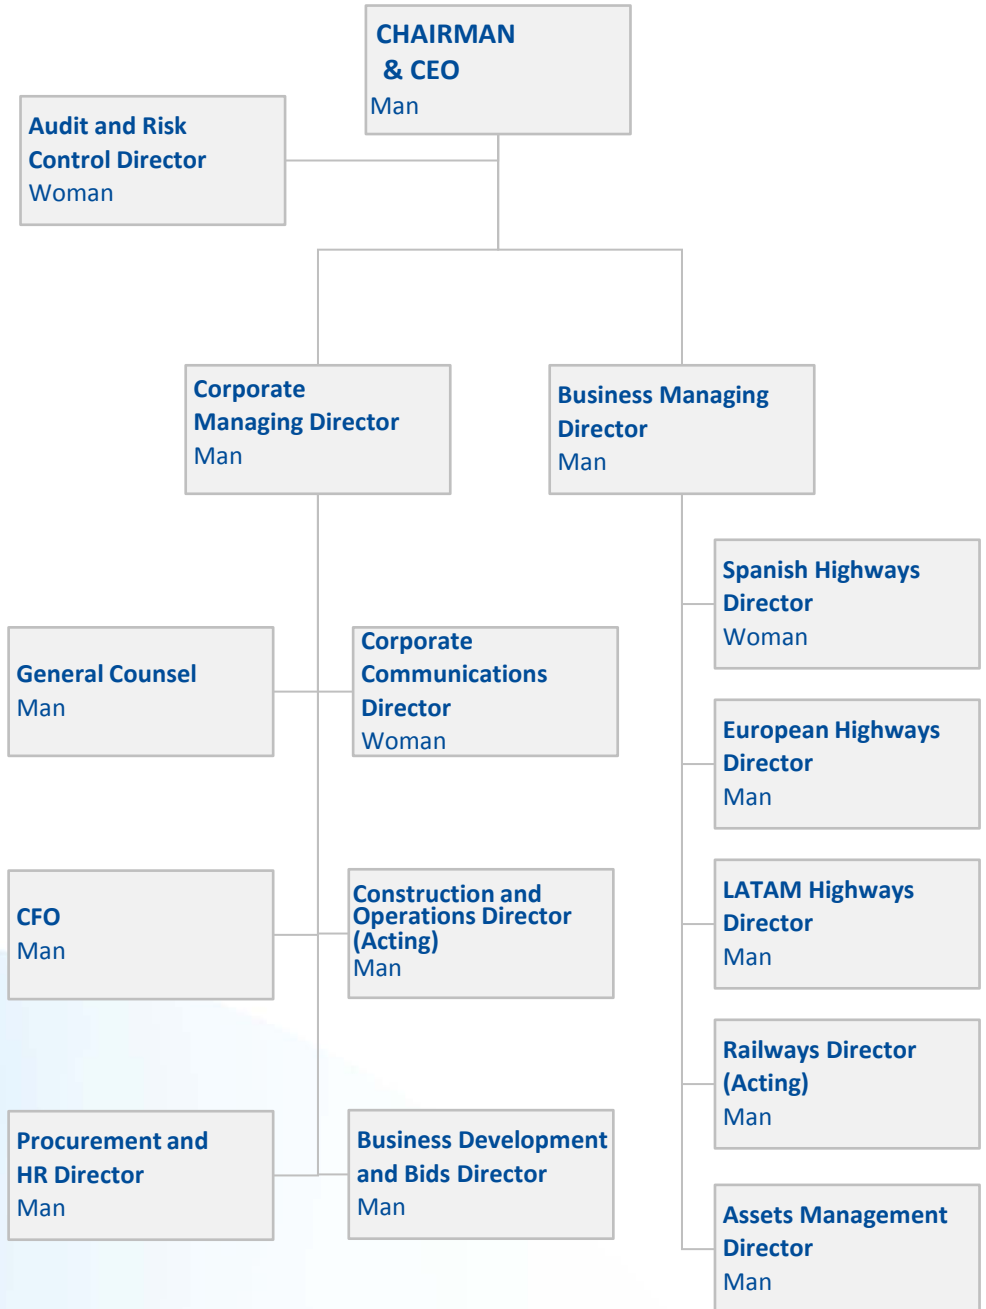 CHAIRMAN
& CEO
Man
Audit and Risk
Control Director
Woman
Corporate
Managing Director
Man
Business Managing
Director
Man
General Counsel
Man
Corporate
Communications
Director
Woman
CFO
Man
Construction and
Operations Director
(Acting)
Man
Procurement and
HR Director
Man
Business Development
and Bids Director
Man
Spanish Highways
Director
Woman
European Highways
Director
Man
LATAM Highways
Director
Man
Railways Director
(Acting)
Man
Assets Management
Director
Man